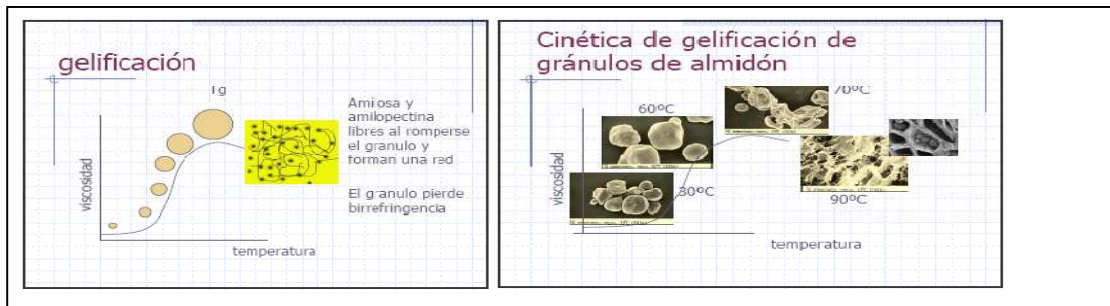 gelificación
Tg
Amilosa y
amilopectina
libres al romperse
el granulo y
forman una red
El granulo pierde
birrefringencia
viscosidad
temperatura
Cinética de gelificación de
gránulos de almidón
70ºC
60ºC
30ºC
90ºC
viscosidad
temperatura